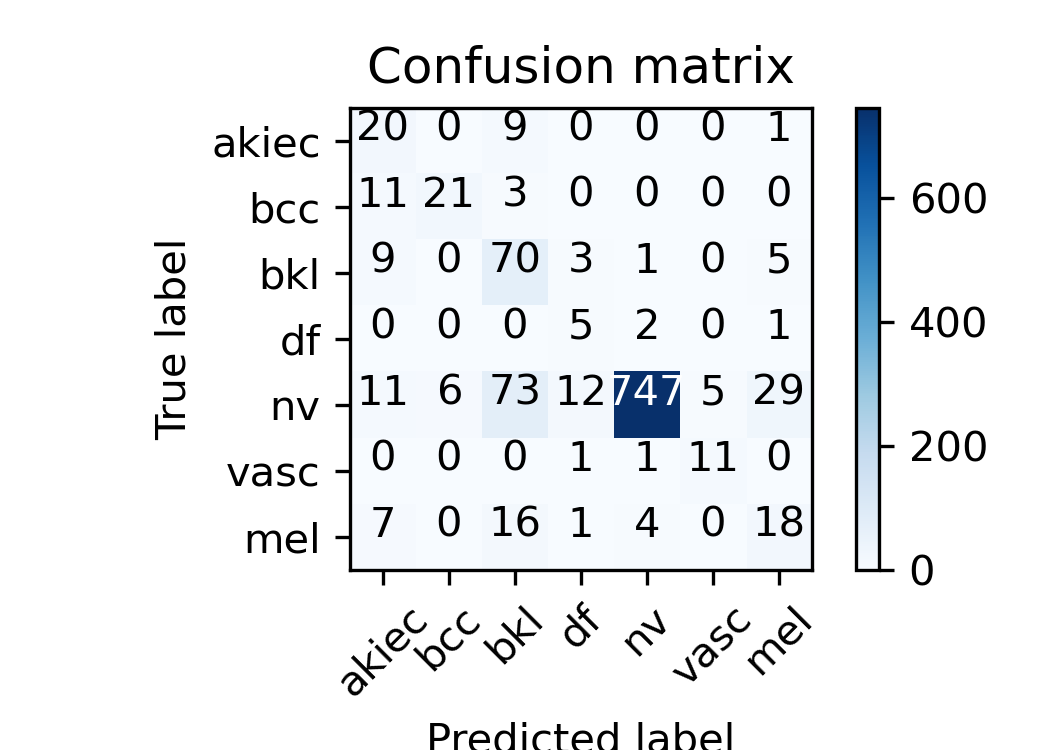 Confusion matrix
akiec 20 0 9 0 0 0 1
bcc 11 21 3 0 0 0 0
bkl 9 0 70 3 1 0 5
df 0 0 0 5 2 0 1
nv 11 6 73 12 747 5 29
vasc 0 0 0 1 1 11 0
mel 7 0 16 1 4 0 18
True label
akiec bcc bkl df nv vasc mel
Predicted label
600
400
200
0